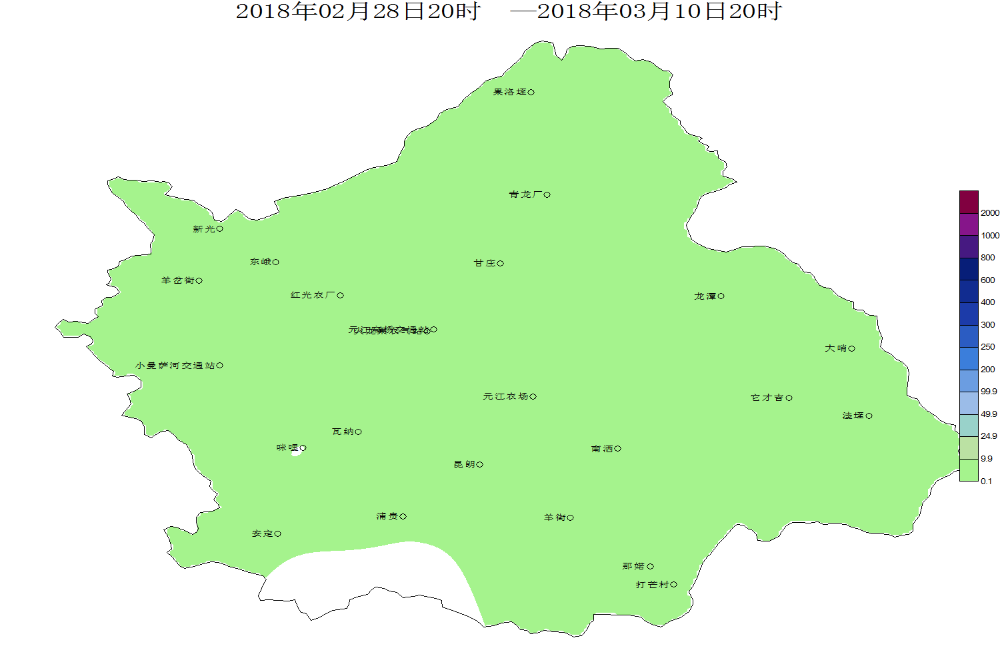 2018年02月28日20时 —2018年03月10日20时
果洛垤
青龙厂
新光
东峨
甘庄
羊岔街
红光农厂
龙潭
大哨
小曼萨河交通站
元江农场
它才吉
洼垤
瓦纳
咪哩
南洒
昆朗
浦贵
羊街
安定
那诺
打芒村
2000
1000
800
600
400
300
250
200
99.9
49.9
24.9
9.9
0.1